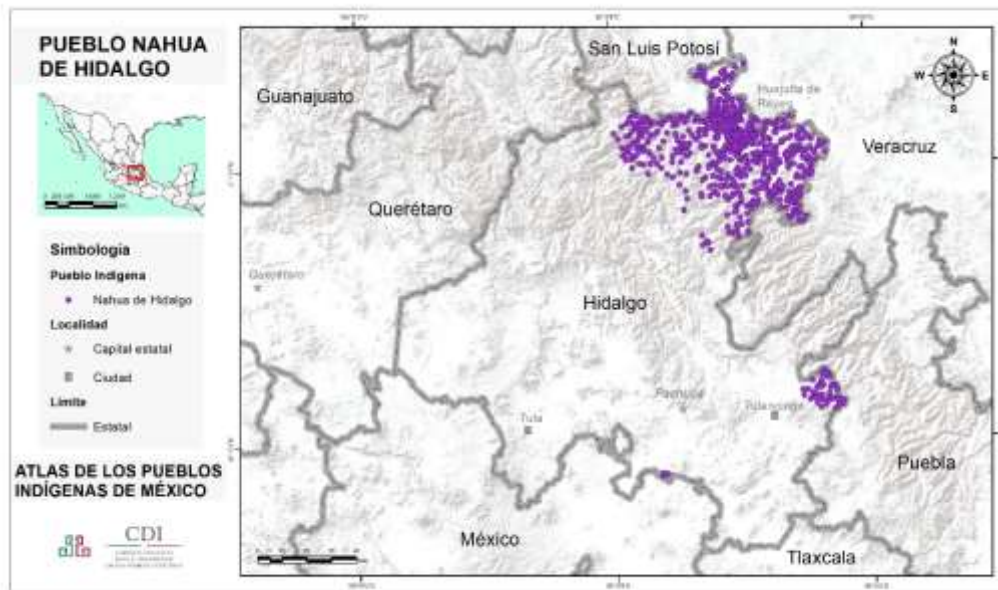 PUEBLO NAHUA
DE HIDALGO
Simbología
Pueblo Indígena
Nahua de Hidalgo
Localidad
Capital estatal
Ciudad
Límite
Estatal
ATLAS DE LOS PUEBLOS
INDÍGENAS DE MÉXICO
CDI
San Luis Potosí
Guanajuato
Huejutla de
Reyes
N
W
E
S
Veracruz
Querétaro
Querétaro
Hidalgo
Pachuca
Tulancingo
Tula
Puebla
México
Tlaxcala